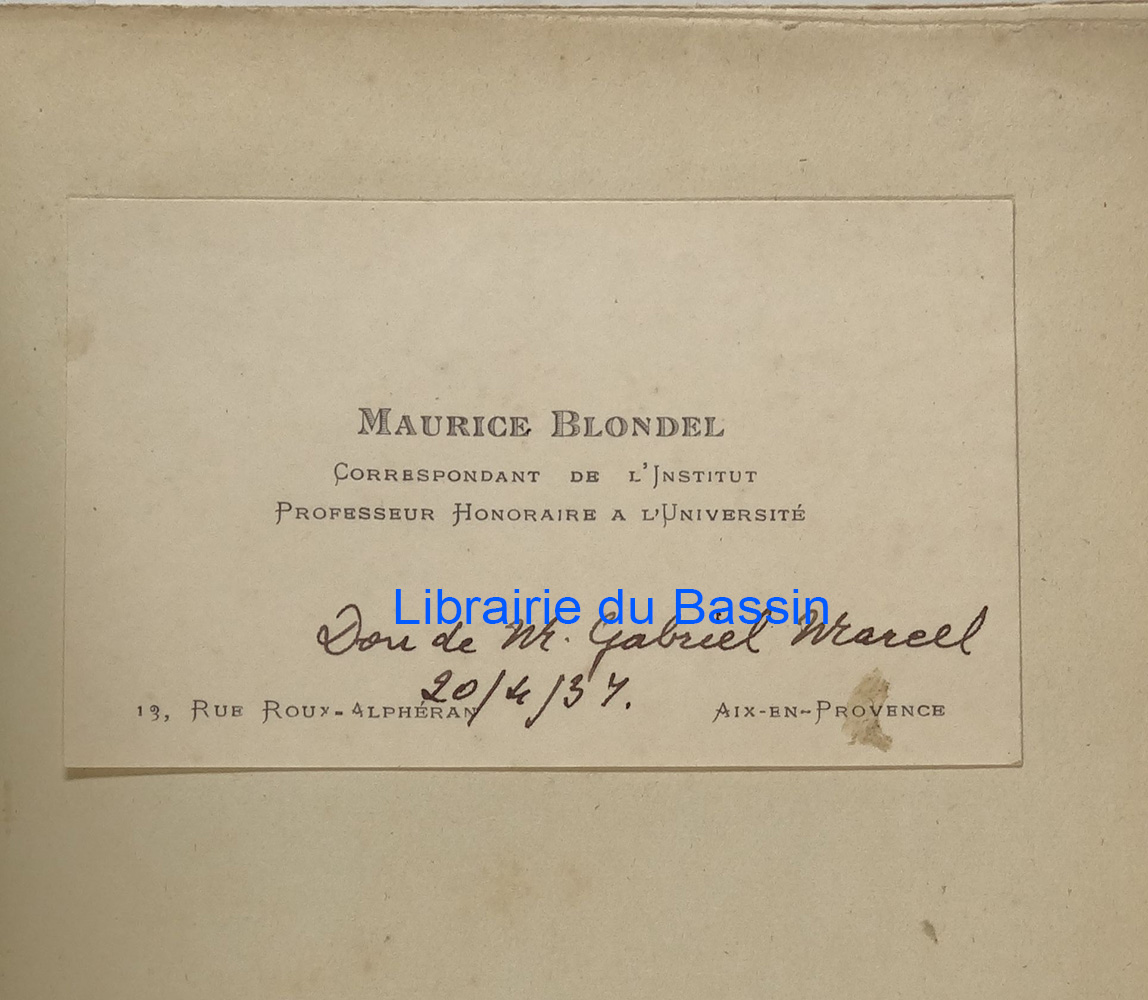 MAURICE BLONDEL
CORRESPONDANT DE L'INSTITUT
PROFESSEUR HONORAIRE A L'UNIVERSITÉ
Librairie du Bassin
Don de M. Gabriel Marcel
20/4/37.
13, RUE ROUX-ALPHÉRAN AIX-EN-PROVENCE